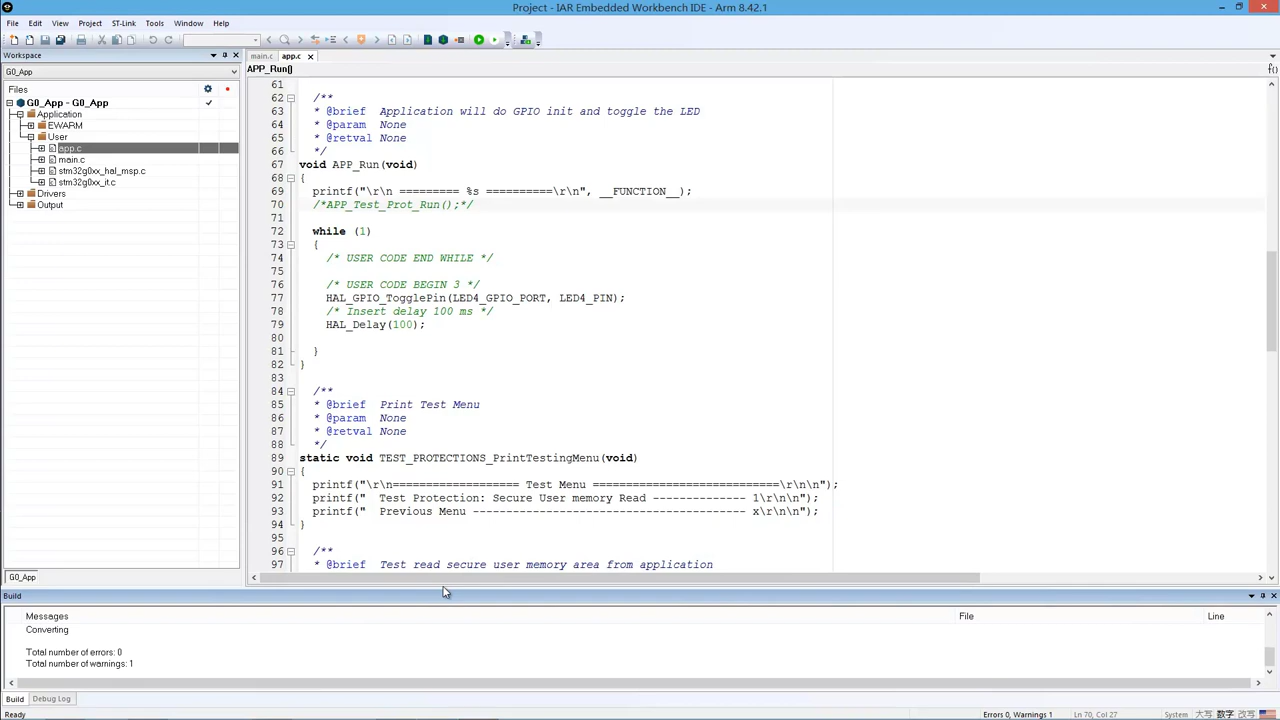 Project - IAR Embedded Workbench IDE - Arm 8.42.1
File Edit View Project ST-Link Tools Window Help
Workspace
main.c app.c
G0_App
APP_Run()
f()
Files
G0_App - G0_App
Application
EWARM
User
app.c
main.c
stm32g0xx_hal_msp.c
stm32g0xx_it.c
Drivers
Output
G0_App
61
62 /**
63 * @brief Application will do GPIO init and toggle the LED
64 * @param None
65 * @retval None
66 */
67 void APP_Run(void)
68 {
69 printf("\r\n ========= %s ==========\r\n", __FUNCTION__);
70 /*APP_Test_Prot_Run();*/
71
72 while (1)
73 {
74 /* USER CODE END WHILE */
75
76 /* USER CODE BEGIN 3 */
77 HAL_GPIO_TogglePin(LED4_GPIO_PORT, LED4_PIN);
78 /* Insert delay 100 ms */
79 HAL_Delay(100);
80
81 }
82 }
83
84 /**
85 * @brief Print Test Menu
86 * @param None
87 * @retval None
88 */
89 static void TEST_PROTECTIONS_PrintTestingMenu(void)
90 {
91 printf("\r\n=================== Test Menu ============================\r\n\n");
92 printf(" Test Protection: Secure User memory Read -------------- 1\r\n\n");
93 printf(" Previous Menu ----------------------------------------- x\r\n\n");
94 }
95
96 /**
97 * @brief Test read secure user memory area from application
Build
Messages File Line
Converting
Total number of errors: 0
Total number of warnings: 1
Build Debug Log
Ready Errors 0, Warnings 1 Ln 70, Col 27 System 大写 数字 改写